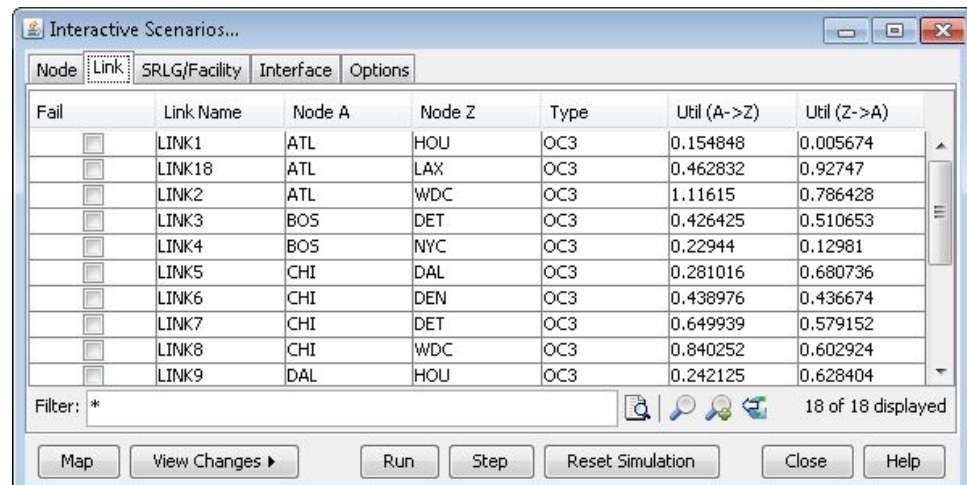 Interactive Scenarios...
Node Link SRLG/Facility Interface Options
Fail Link Name Node A Node Z Type Util (A->Z) Util (Z->A)
LINK1 ATL HOU OC3 0.154848 0.005674
LINK18 ATL LAX OC3 0.462832 0.92747
LINK2 ATL WDC OC3 1.11615 0.786428
LINK3 BOS DET OC3 0.426425 0.510653
LINK4 BOS NYC OC3 0.22944 0.12981
LINK5 CHI DAL OC3 0.281016 0.680736
LINK6 CHI DEN OC3 0.438976 0.436674
LINK7 CHI DET OC3 0.649939 0.579152
LINK8 CHI WDC OC3 0.840252 0.602924
LINK9 DAL HOU OC3 0.242125 0.628404
Filter: * 18 of 18 displayed
Map View Changes Run Step Reset Simulation Close Help